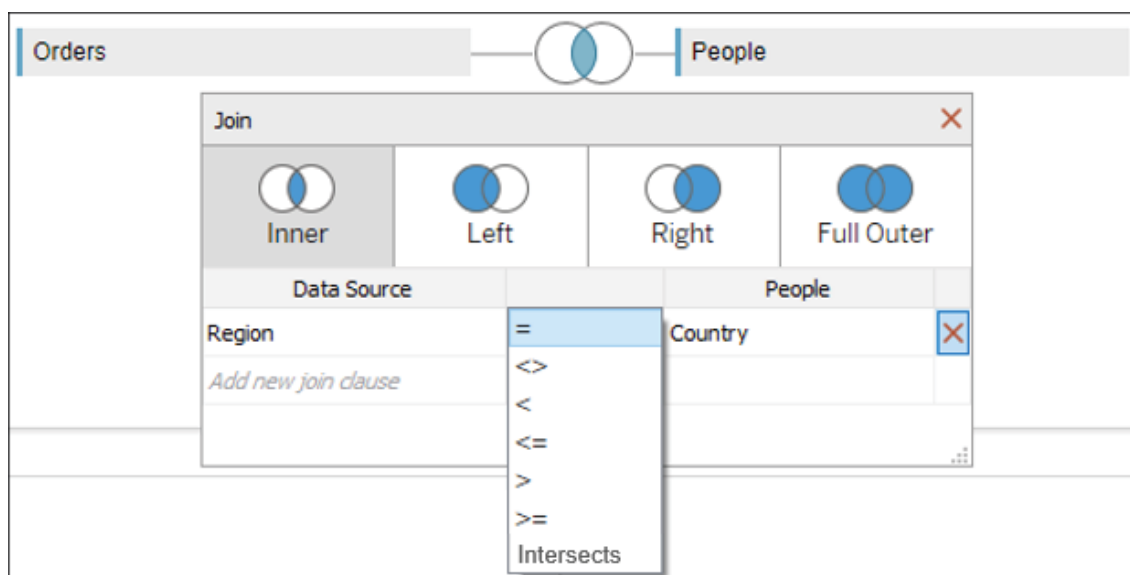 Orders
People
Join
Inner
Left
Right
Full Outer
Data Source
People
Region
=
Country
Add new join clause
<>
<
<=
>
>=
Intersects